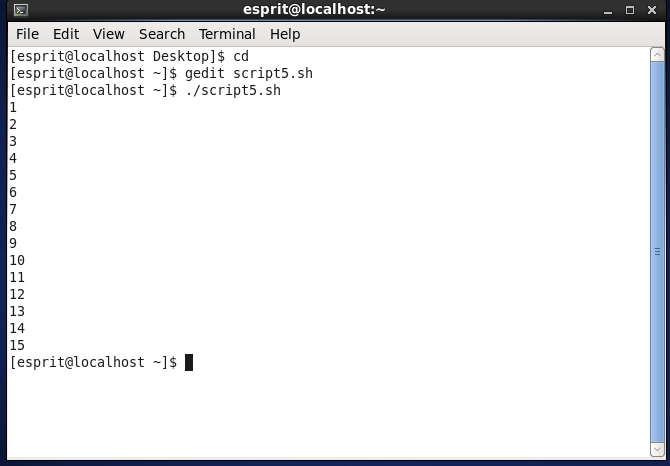 esprit@localhost:~
File Edit View Search Terminal Help
[esprit@localhost Desktop]$ cd
[esprit@localhost ~]$ gedit script5.sh
[esprit@localhost ~]$ ./script5.sh
1
2
3
4
5
6
7
8
9
10
11
12
13
14
15
[esprit@localhost ~]$